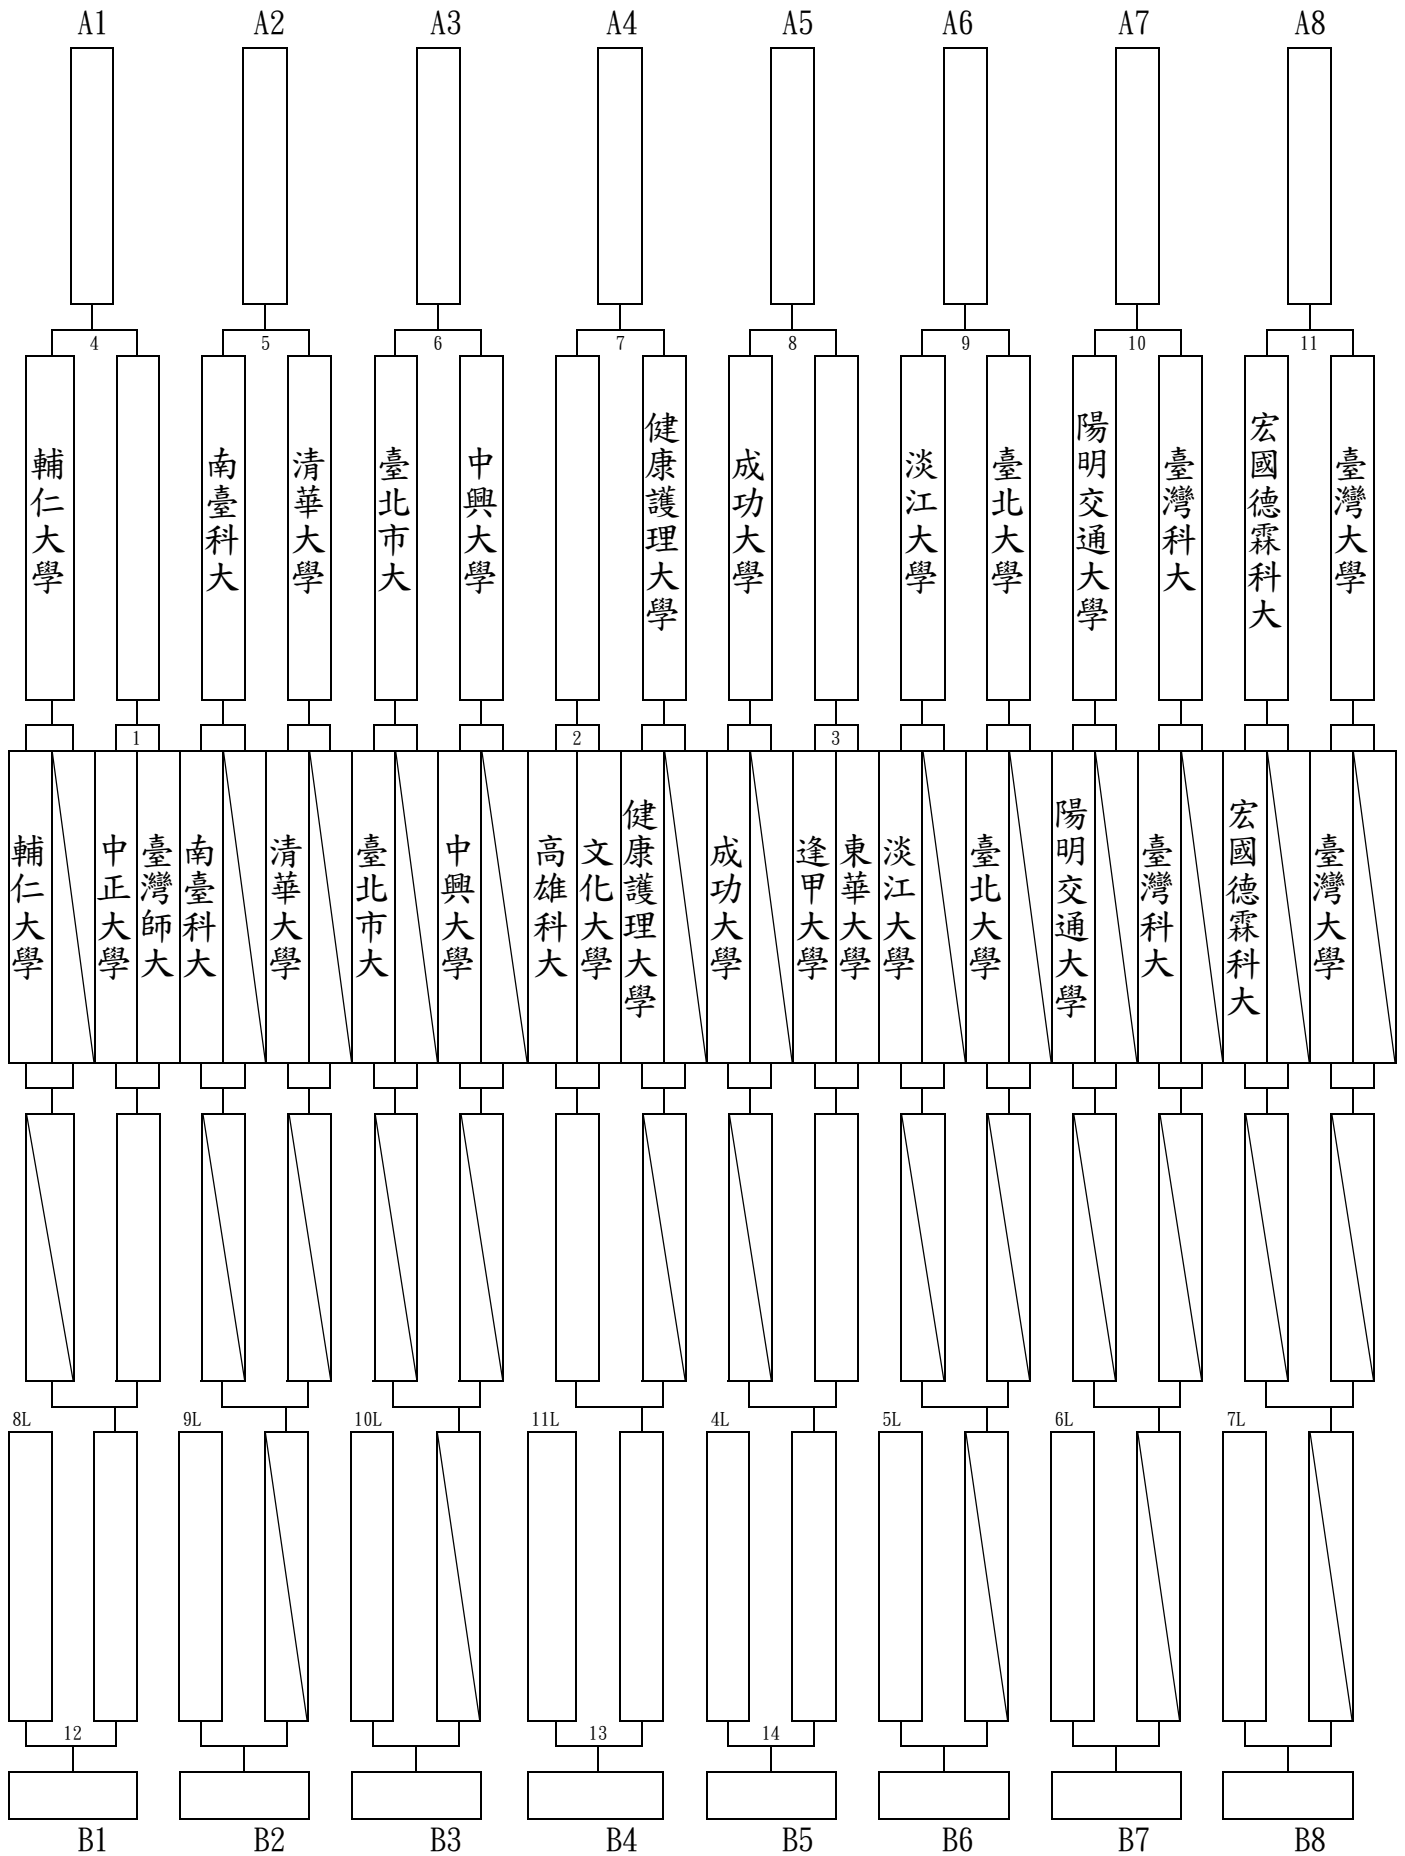 A1 A2 A3 A4 A5 A6 A7 A8
4 5 6 7 8 9 10 11
輔仁大學
南臺科大
清華大學
臺北市大
中興大學
健康護理大學
成功大學
淡江大學
臺北大學
陽明交通大學
臺灣科大
宏國德霖科大
臺灣大學
1 2 3
輔仁大學
中正大學
臺灣師大
南臺科大
清華大學
臺北市大
中興大學
高雄科大
文化大學
健康護理大學
成功大學
逢甲大學
東華大學
淡江大學
臺北大學
陽明交通大學
臺灣科大
宏國德霖科大
臺灣大學
8L 9L 10L 11L 4L 5L 6L 7L
12 13 14
B1 B2 B3 B4 B5 B6 B7 B8